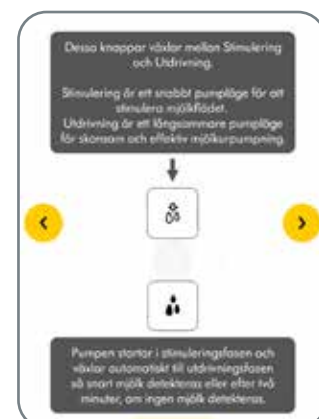 Dessa knappar växlar mellan Stimulering
och Utdrivning.
Stimulering är ett snabbt pumpläge för att
stimulera mjölkflödet.
Utdrivning är ett långsammare pumpläge
för skonsam och effektiv mjölkurpumpning.
Pumpen startar i stimuleringsfasen och
växlar automatiskt till utdrivningsfasen
så snart mjölk detekteras eller efter två
minuter, om ingen mjölk detekteras.